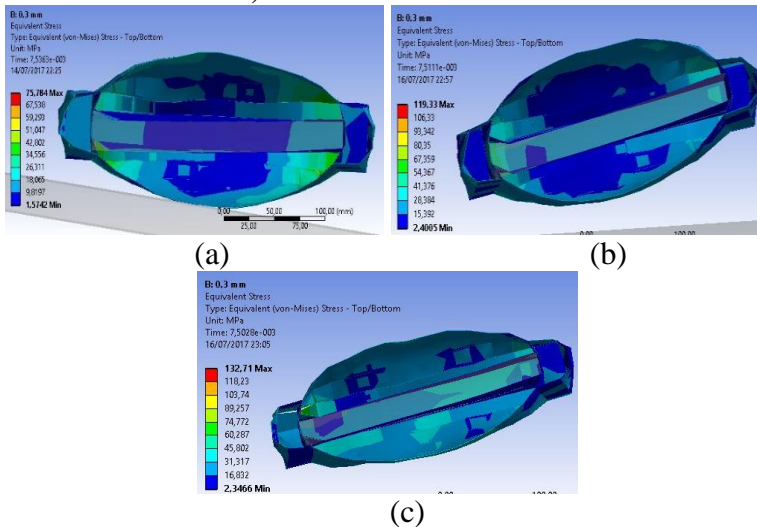 B: 0,3 mm
Equivalent Stress
Type: Equivalent (von-Mises) Stress - Top/Bottom
Unit: MPa
Time: 7,5363e-003
14/07/2017 22:25
75,784 Max
67,538
59,293
51,047
42,802
34,556
26,311
18,065
9,8197
1,5742 Min
0,00 50,00 100,00 (mm)
25,00 75,00
(a)
B: 0,3 mm
Equivalent Stress
Type: Equivalent (von-Mises) Stress - Top/Bottom
Unit: MPa
Time: 7,5111e-003
16/07/2017 22:57
119,33 Max
106,33
93,342
80,35
67,359
54,367
41,376
28,384
15,392
2,4005 Min
0,00 100,00
(b)
B: 0,3 mm
Equivalent Stress
Type: Equivalent (von-Mises) Stress - Top/Bottom
Unit: MPa
Time: 7,5028e-003
16/07/2017 23:05
132,71 Max
118,23
103,74
89,257
74,772
60,287
45,802
31,317
16,832
2,3466 Min
(c)